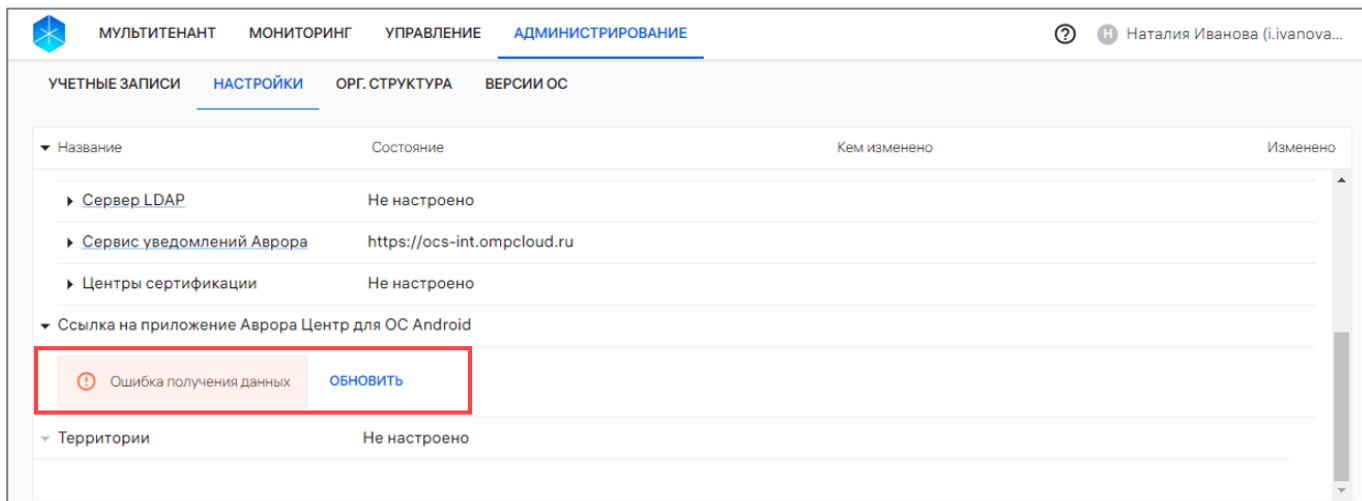 МУЛЬТИТЕНАНТ МОНИТОРИНГ УПРАВЛЕНИЕ АДМИНИСТРИРОВАНИЕ ? Н Наталия Иванова (i.ivanova...
УЧЕТНЫЕ ЗАПИСИ НАСТРОЙКИ ОРГ. СТРУКТУРА ВЕРСИИ ОС
Название Состояние Кем изменено Изменено
Сервер LDAP Не настроено
Сервис уведомлений Аврора https://ocs-int.ompcloud.ru
Центры сертификации Не настроено
Ссылка на приложение Аврора Центр для ОС Android
Ошибка получения данных ОБНОВИТЬ
Территории Не настроено